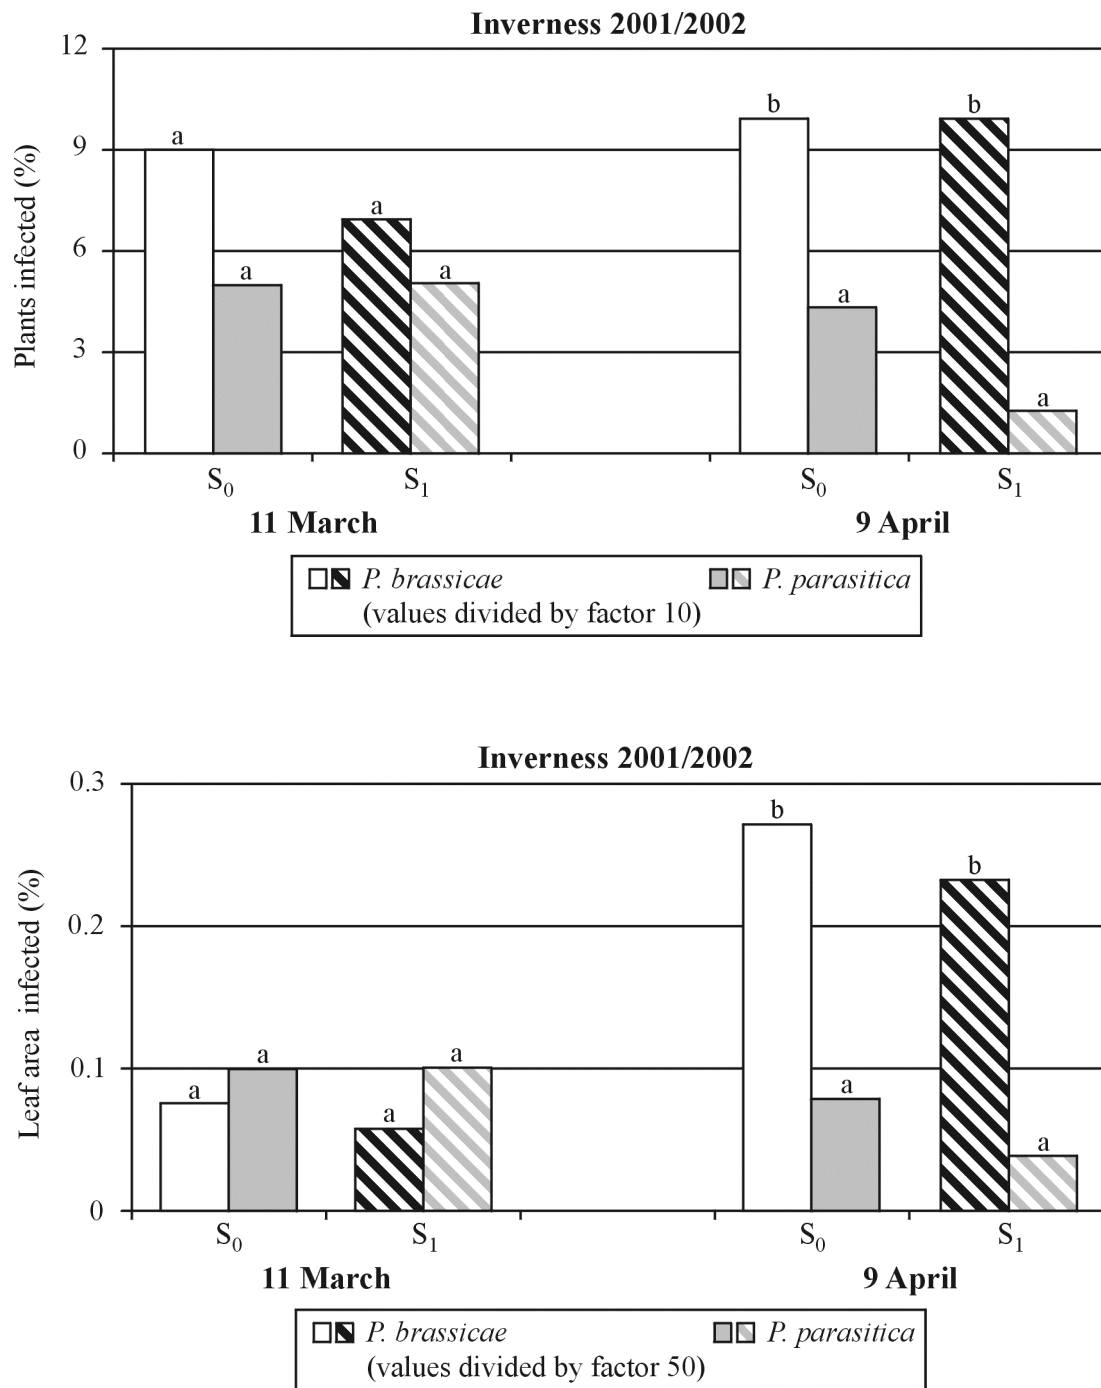 Inverness 2001/2002
Plants infected (%)
12
9
6
3
0
a
a
a
a
b
a
b
a
S₀
S₁
S₀
S₁
11 March
9 April
P. brassicae
(values divided by factor 10)
P. parasitica
Inverness 2001/2002
Leaf area infected (%)
0.3
0.2
0.1
0
a
a
a
a
b
a
b
a
S₀
S₁
S₀
S₁
11 March
9 April
P. brassicae
(values divided by factor 50)
P. parasitica